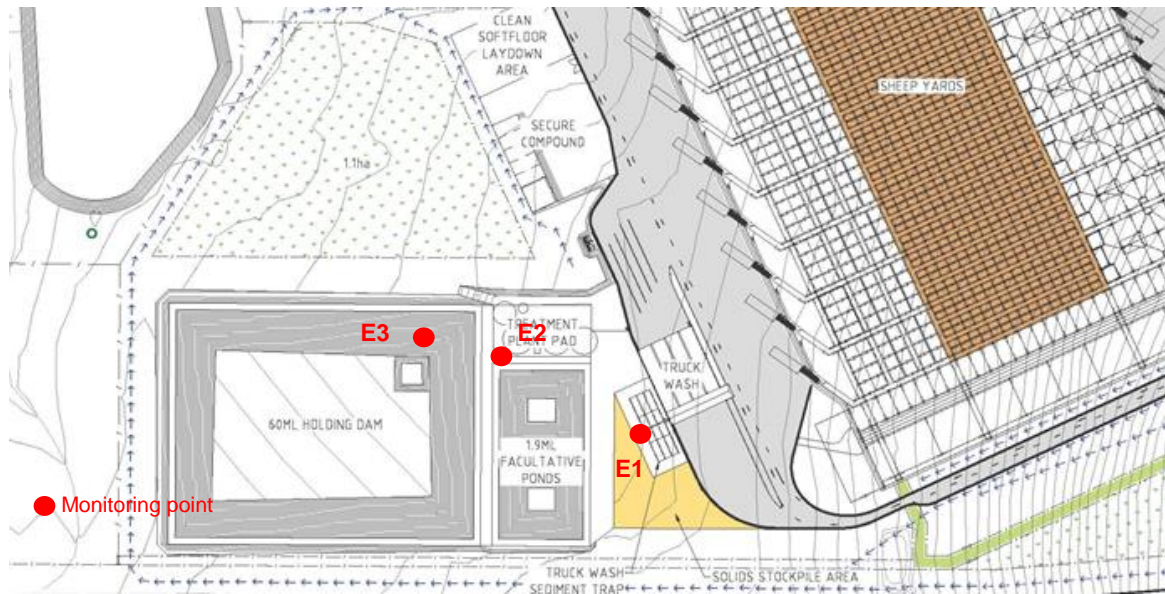 CLEAN
SOFTFLOOR
LAYDOWN
AREA
SECURE
COMPOUND
SHEEP YARDS
1.1ha
E3
E2
TREATMENT
PLANT PAD
TRUCK
WASH
60ML HOLDING DAM
1.9ML
FACULTATIVE
PONDS
E1
Monitoring point
TRUCK WASH
SEDIMENT TRAP
SOLIDS STOCKPILE AREA